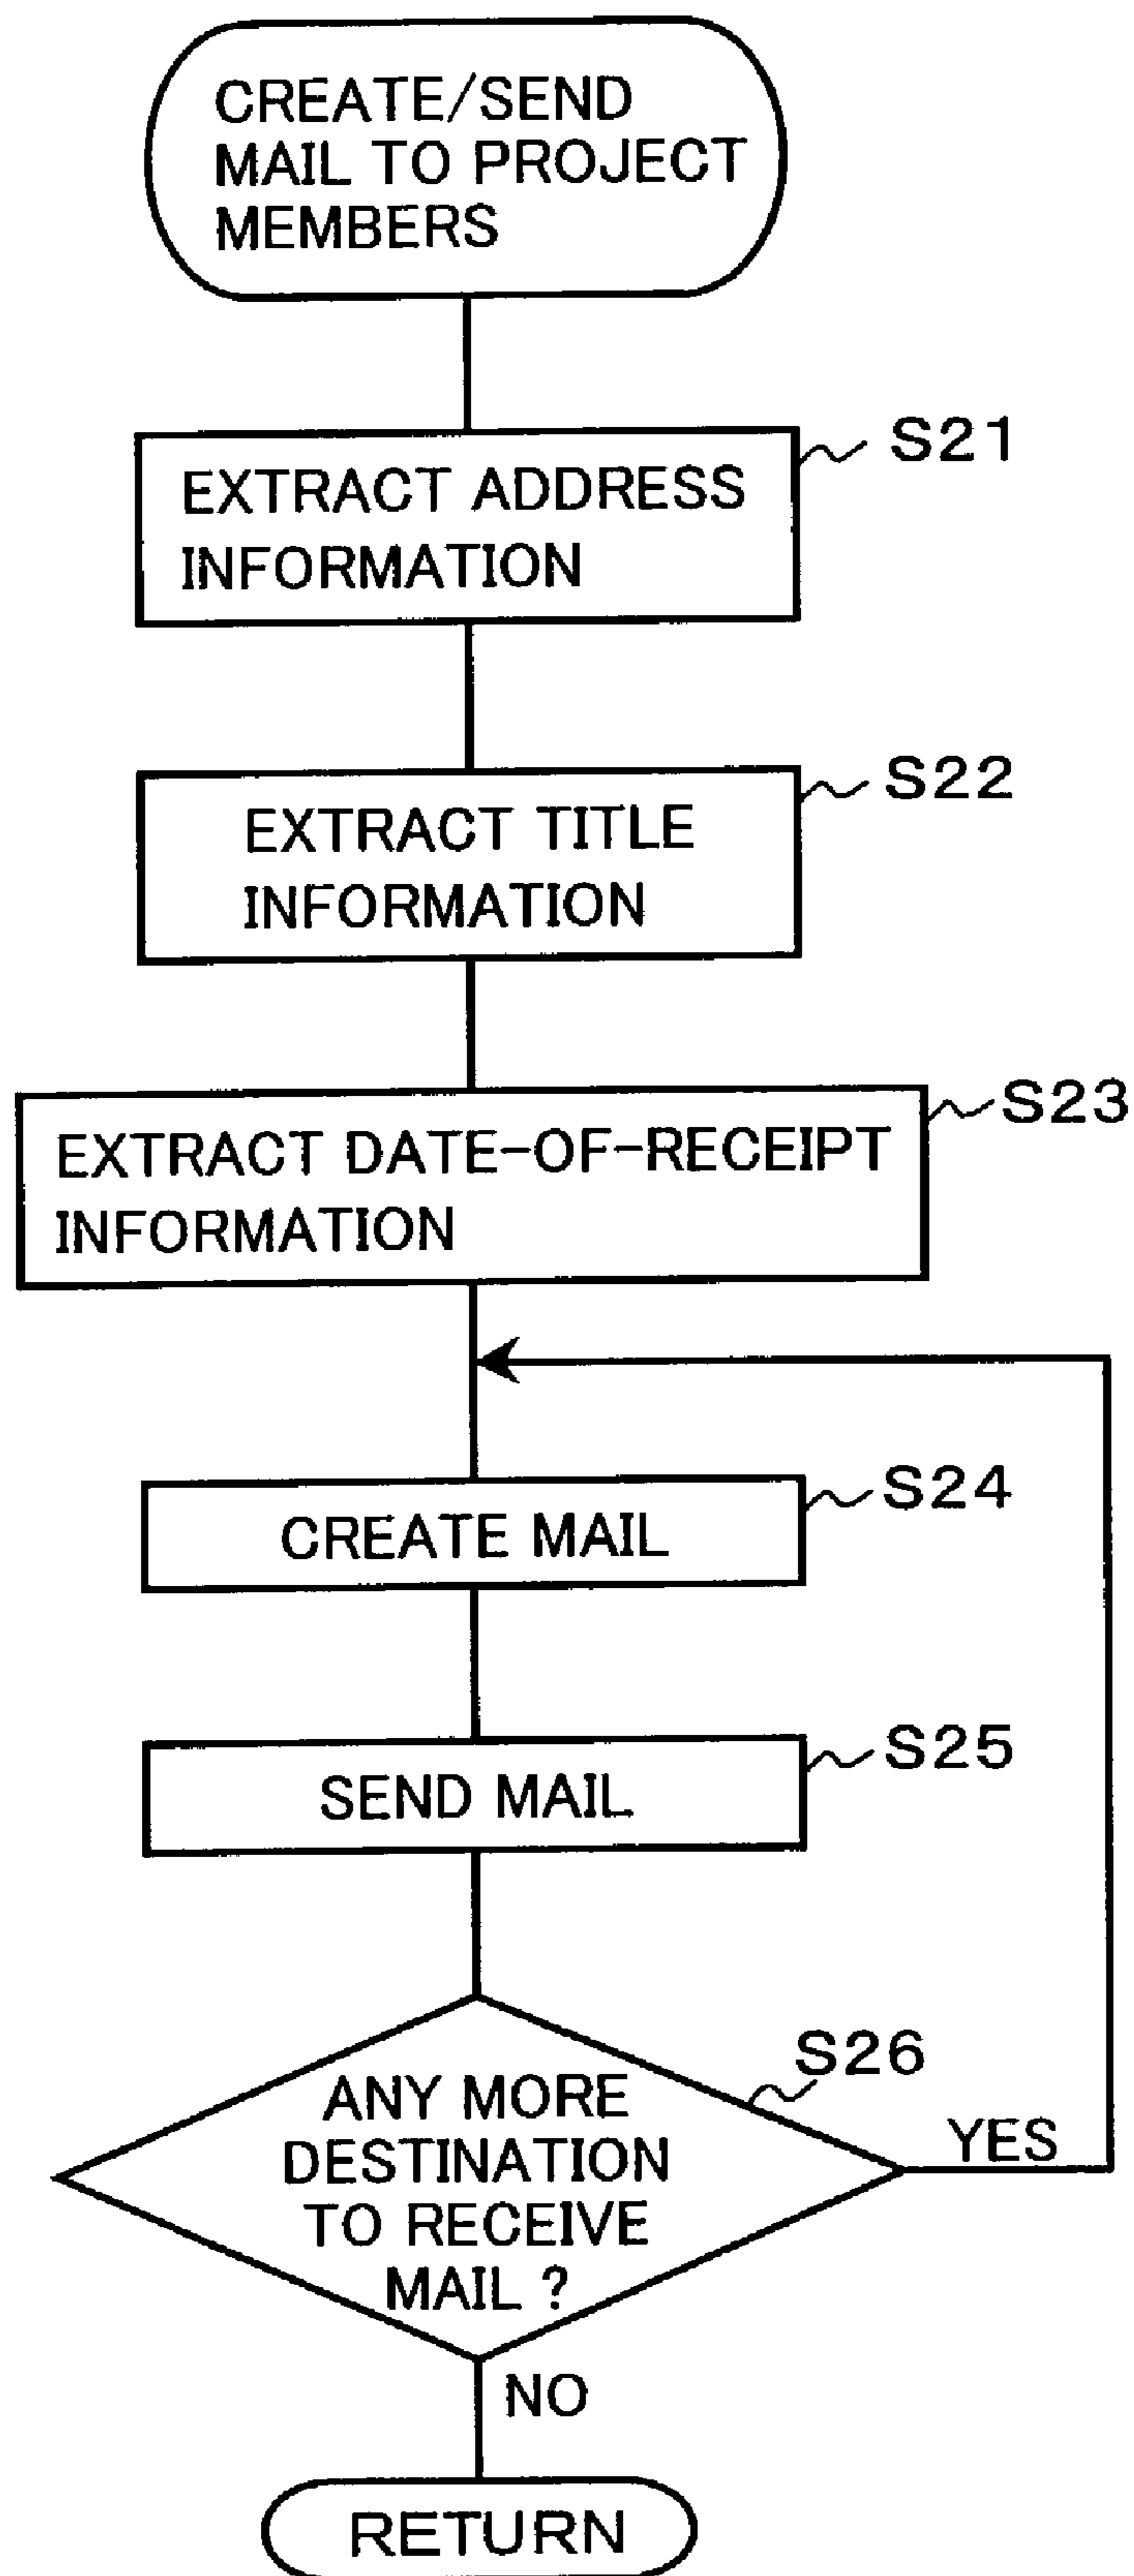 CREATE/SEND
MAIL TO PROJECT
MEMBERS
S21
EXTRACT ADDRESS
INFORMATION
S22
EXTRACT TITLE
INFORMATION
S23
EXTRACT DATE-OF-RECEIPT
INFORMATION
S24
CREATE MAIL
S25
SEND MAIL
S26
ANY MORE
DESTINATION
TO RECEIVE
MAIL ?
YES
NO
RETURN